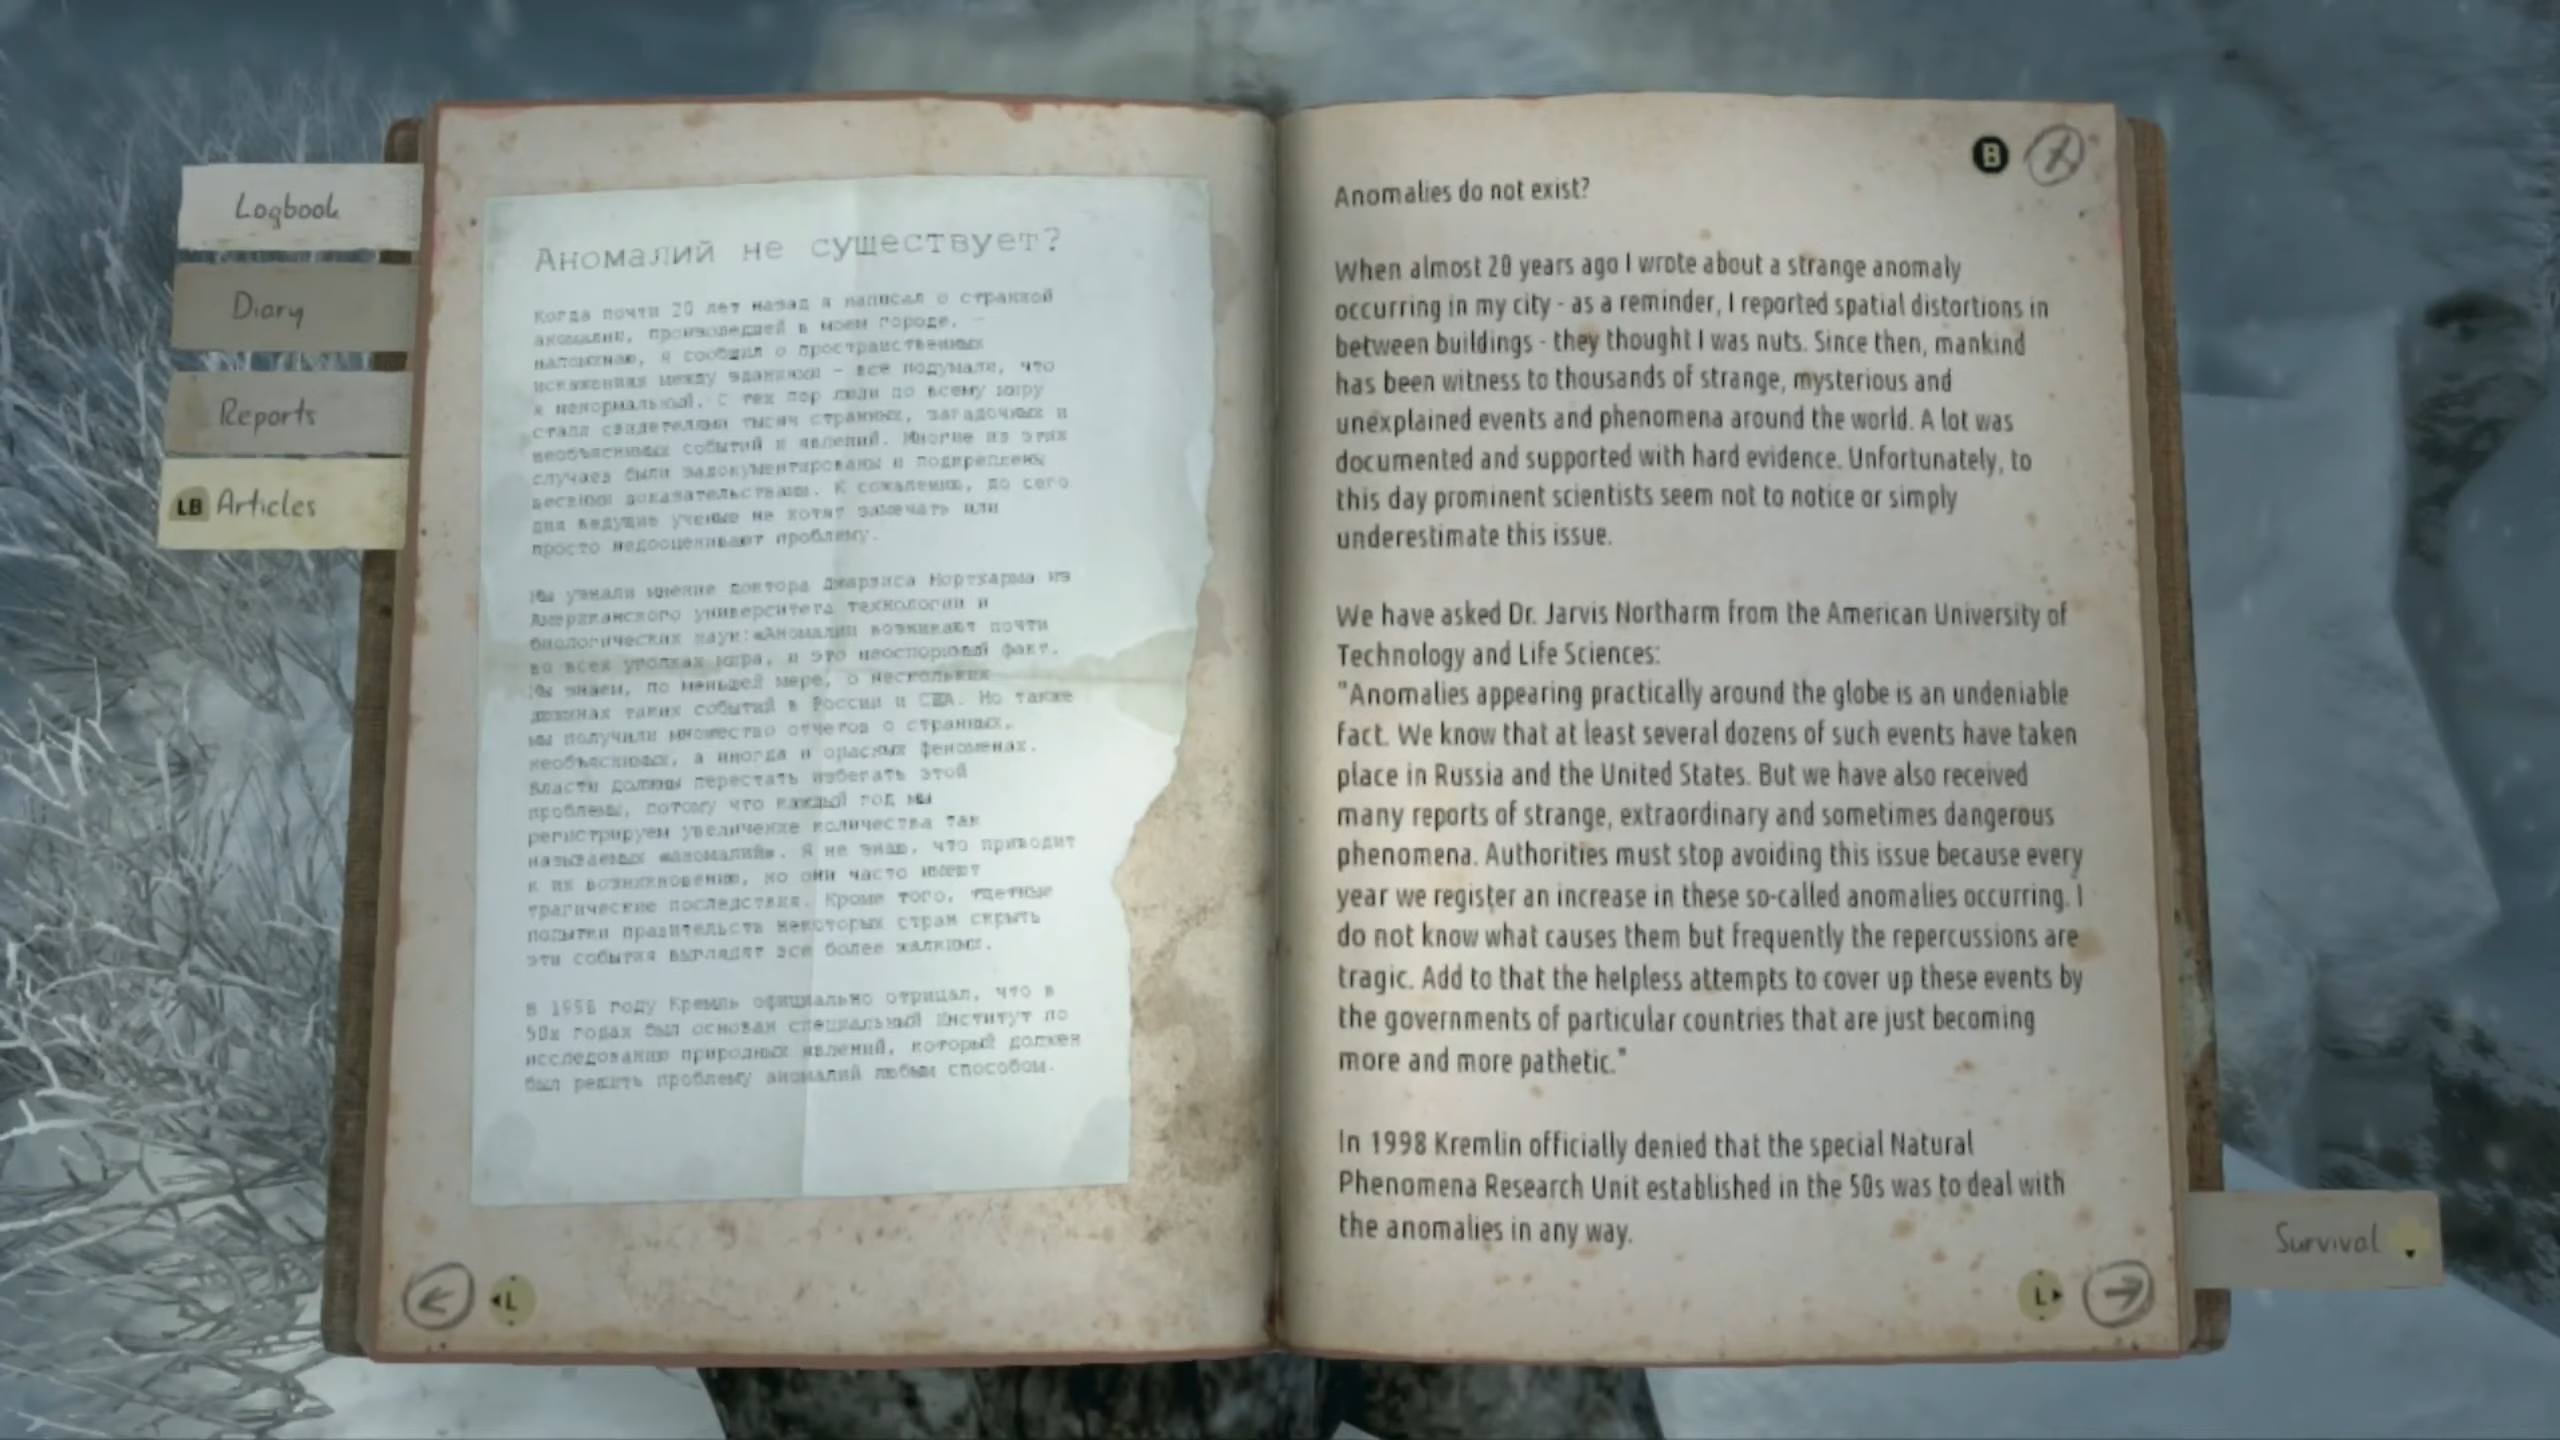 Logbook
Diary
Reports
LB Articles
Аномалий не существует?
Когда почти 20 лет назад я написал о странной
аномалии, произошедшей в моем городе, –
напоминаю, я сообщил о пространственных
искажениях между зданиями – все подумали, что
я ненормальный. С тех пор люди по всему миру
стали свидетелями тысяч странных, загадочных и
необъяснимых событий и явлений. Многие из этих
случаев были задокументированы и подкреплены
вескими доказательствами. К сожалению, до сего
дня ведущие ученые не хотят замечать или
просто недооценивают проблему.
Мы узнали мнение доктора Джарвиса Нортхарма из
Американского университета технологии и
биологических наук:«Аномалии возникают почти
во всех уголках мира, и это неоспоримый факт.
Мы знаем, по меньшей мере, о нескольких
дюжинах таких событий в России и США. Но также
мы получили множество отчетов о странных,
необъяснимых, а иногда и опасных феноменах.
Власти должны перестать избегать этой
проблемы, потому что каждый год мы
регистрируем увеличение количества так
называемых «аномалий». Я не знаю, что приводит
к их возникновению, но они часто имеют
трагические последствия. Кроме того, тщетные
попытки правительств некоторых стран скрыть
эти события выглядят все более жалкими.
В 1998 году Кремль официально отрицал, что в
50х годах был основан специальный Институт по
исследованию природных явлений, который должен
был решить проблему аномалий любым способом.
L
B
Anomalies do not exist?
When almost 20 years ago I wrote about a strange anomaly
occurring in my city - as a reminder, I reported spatial distortions in
between buildings - they thought I was nuts. Since then, mankind
has been witness to thousands of strange, mysterious and
unexplained events and phenomena around the world. A lot was
documented and supported with hard evidence. Unfortunately, to
this day prominent scientists seem not to notice or simply
underestimate this issue.
We have asked Dr. Jarvis Northarm from the American University of
Technology and Life Sciences:
"Anomalies appearing practically around the globe is an undeniable
fact. We know that at least several dozens of such events have taken
place in Russia and the United States. But we have also received
many reports of strange, extraordinary and sometimes dangerous
phenomena. Authorities must stop avoiding this issue because every
year we register an increase in these so-called anomalies occurring. I
do not know what causes them but frequently the repercussions are
tragic. Add to that the helpless attempts to cover up these events by
the governments of particular countries that are just becoming
more and more pathetic."
In 1998 Kremlin officially denied that the special Natural
Phenomena Research Unit established in the 50s was to deal with
the anomalies in any way.
L
Survival